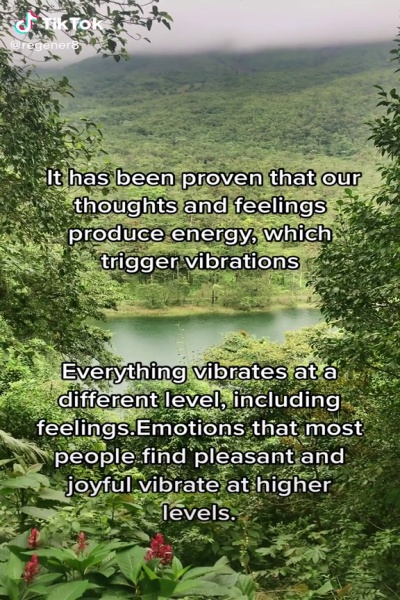 TikTok
@regener8
It has been proven that our
thoughts and feelings
produce energy, which
trigger vibrations
Everything vibrates at a
different level, including
feelings.Emotions that most
people find pleasant and
joyful vibrate at higher
levels.